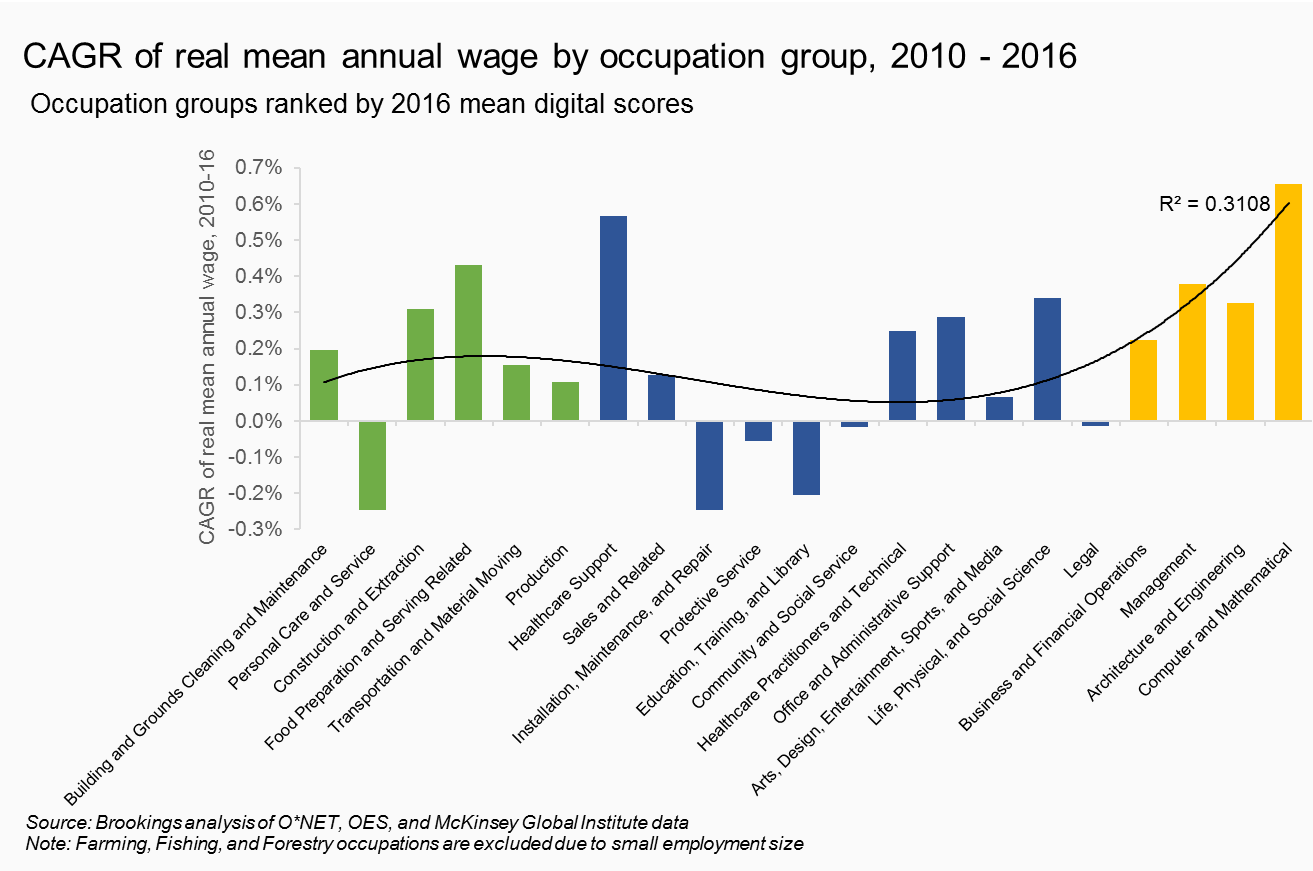 CAGR of real mean annual wage by occupation group, 2010 - 2016
Occupation groups ranked by 2016 mean digital scores
CAGR of real mean annual wage, 2010-16
0.7%
0.6%
0.5%
0.4%
0.3%
0.2%
0.1%
0.0%
-0.1%
-0.2%
-0.3%
R² = 0.3108
Building and Grounds Cleaning and Maintenance
Personal Care and Service
Construction and Extraction
Food Preparation and Serving Related
Transportation and Material Moving
Production
Healthcare Support
Sales and Related
Installation, Maintenance, and Repair
Protective Service
Education, Training, and Library
Community and Social Service
Healthcare Practitioners and Technical
Office and Administrative Support
Arts, Design, Entertainment, Sports, and Media
Life, Physical, and Social Science
Legal
Business and Financial Operations
Management
Architecture and Engineering
Computer and Mathematical
Source: Brookings analysis of O*NET, OES, and McKinsey Global Institute data
Note: Farming, Fishing, and Forestry occupations are excluded due to small employment size